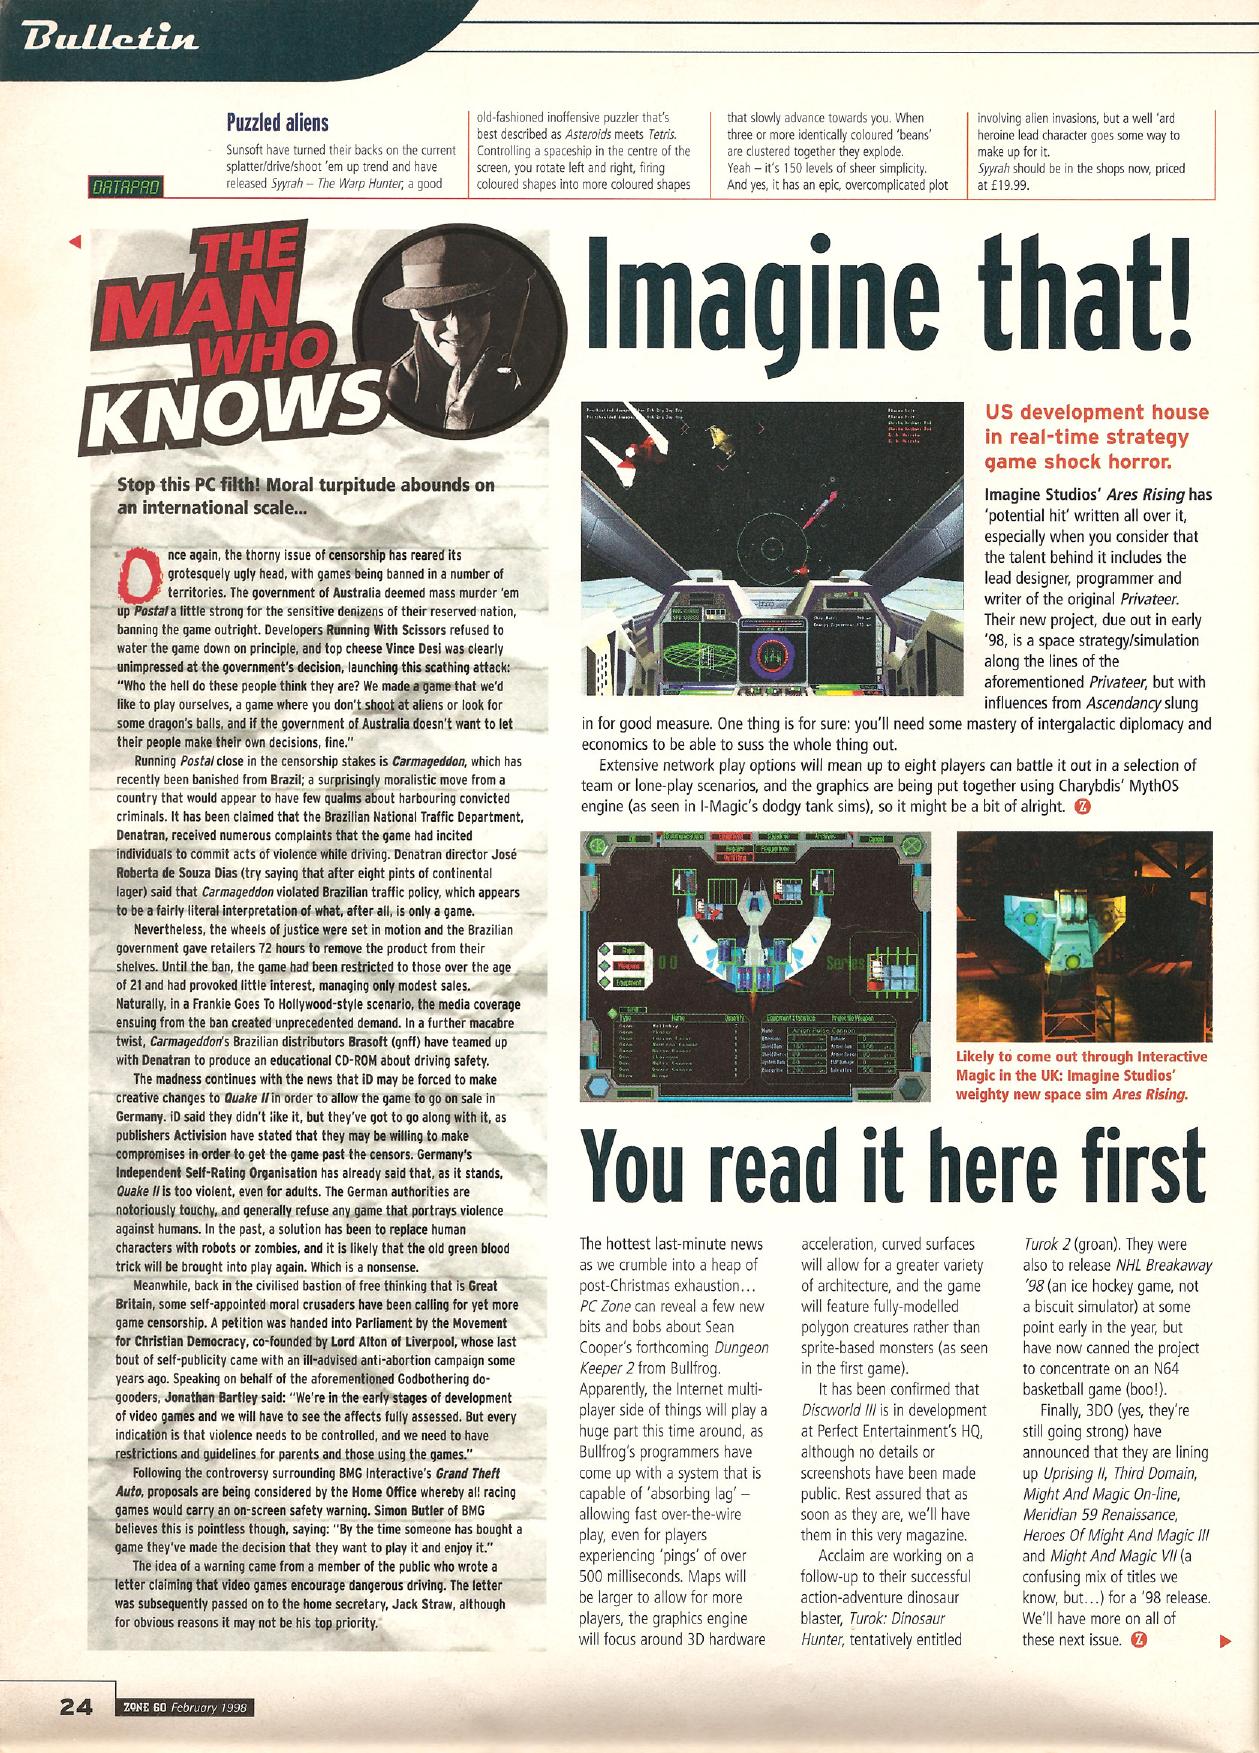 Bulletin
DATAPAD
Puzzled aliens
Sunsoft have turned their backs on the current
splatter/drive/shoot 'em up trend and have
released Syyrah – The Warp Hunter, a good
old-fashioned inoffensive puzzler that's
best described as Asteroids meets Tetris.
Controlling a spaceship in the centre of the
screen, you rotate left and right, firing
coloured shapes into more coloured shapes
that slowly advance towards you. When
three or more identically coloured 'beans'
are clustered together they explode.
Yeah – it's 150 levels of sheer simplicity.
And yes, it has an epic, overcomplicated plot
involving alien invasions, but a well 'ard
heroine lead character goes some way to
make up for it.
Syyrah should be in the shops now, priced
at £19.99.
THE
MAN
WHO
KNOWS
Stop this PC filth! Moral turpitude abounds on
an international scale...
Once again, the thorny issue of censorship has reared its
grotesquely ugly head, with games being banned in a number of
territories. The government of Australia deemed mass murder 'em
up Postal a little strong for the sensitive denizens of their reserved nation,
banning the game outright. Developers Running With Scissors refused to
water the game down on principle, and top cheese Vince Desi was clearly
unimpressed at the government's decision, launching this scathing attack:
"Who the hell do these people think they are? We made a game that we'd
like to play ourselves, a game where you don't shoot at aliens or look for
some dragon's balls, and if the government of Australia doesn't want to let
their people make their own decisions, fine."
Running Postal close in the censorship stakes is Carmageddon, which has
recently been banished from Brazil; a surprisingly moralistic move from a
country that would appear to have few qualms about harbouring convicted
criminals. It has been claimed that the Brazilian National Traffic Department,
Denatran, received numerous complaints that the game had incited
individuals to commit acts of violence while driving. Denatran director José
Roberta de Souza Dias (try saying that after eight pints of continental
lager) said that Carmageddon violated Brazilian traffic policy, which appears
to be a fairly literal interpretation of what, after all, is only a game.
Nevertheless, the wheels of justice were set in motion and the Brazilian
government gave retailers 72 hours to remove the product from their
shelves. Until the ban, the game had been restricted to those over the age
of 21 and had provoked little interest, managing only modest sales.
Naturally, in a Frankie Goes To Hollywood-style scenario, the media coverage
ensuing from the ban created unprecedented demand. In a further macabre
twist, Carmageddon's Brazilian distributors Brasoft (gnff) have teamed up
with Denatran to produce an educational CD-ROM about driving safety.
The madness continues with the news that iD may be forced to make
creative changes to Quake II in order to allow the game to go on sale in
Germany. iD said they didn't like it, but they've got to go along with it, as
publishers Activision have stated that they may be willing to make
compromises in order to get the game past the censors. Germany's
Independent Self-Rating Organisation has already said that, as it stands,
Quake II is too violent, even for adults. The German authorities are
notoriously touchy, and generally refuse any game that portrays violence
against humans. In the past, a solution has been to replace human
characters with robots or zombies, and it is likely that the old green blood
trick will be brought into play again. Which is a nonsense.
Meanwhile, back in the civilised bastion of free thinking that is Great
Britain, some self-appointed moral crusaders have been calling for yet more
game censorship. A petition was handed into Parliament by the Movement
for Christian Democracy, co-founded by Lord Alton of Liverpool, whose last
bout of self-publicity came with an ill-advised anti-abortion campaign some
years ago. Speaking on behalf of the aforementioned Godbothering do-
gooders, Jonathan Bartley said: "We're in the early stages of development
of video games and we will have to see the affects fully assessed. But every
indication is that violence needs to be controlled, and we need to have
restrictions and guidelines for parents and those using the games."
Following the controversy surrounding BMG Interactive's Grand Theft
Auto, proposals are being considered by the Home Office whereby all racing
games would carry an on-screen safety warning. Simon Butler of BMG
believes this is pointless though, saying: "By the time someone has bought a
game they've made the decision that they want to play it and enjoy it."
The idea of a warning came from a member of the public who wrote a
letter claiming that video games encourage dangerous driving. The letter
was subsequently passed on to the home secretary, Jack Straw, although
for obvious reasons it may not be his top priority.
Imagine that!
US development house
in real-time strategy
game shock horror.
Imagine Studios' Ares Rising has
'potential hit' written all over it,
especially when you consider that
the talent behind it includes the
lead designer, programmer and
writer of the original Privateer.
Their new project, due out in early
'98, is a space strategy/simulation
along the lines of the
aforementioned Privateer, but with
influences from Ascendancy slung
in for good measure. One thing is for sure: you'll need some mastery of intergalactic diplomacy and
economics to be able to suss the whole thing out.
Extensive network play options will mean up to eight players can battle it out in a selection of
team or lone-play scenarios, and the graphics are being put together using Charybdis' MythOS
engine (as seen in I-Magic's dodgy tank sims), so it might be a bit of alright. Z
Ships
Weapons
Equipment
Series
Likely to come out through Interactive
Magic in the UK: Imagine Studios'
weighty new space sim Ares Rising.
You read it here first
The hottest last-minute news
as we crumble into a heap of
post-Christmas exhaustion...
PC Zone can reveal a few new
bits and bobs about Sean
Cooper's forthcoming Dungeon
Keeper 2 from Bullfrog.
Apparently, the Internet multi-
player side of things will play a
huge part this time around, as
Bullfrog's programmers have
come up with a system that is
capable of 'absorbing lag' –
allowing fast over-the-wire
play, even for players
experiencing 'pings' of over
500 milliseconds. Maps will
be larger to allow for more
players, the graphics engine
will focus around 3D hardware
acceleration, curved surfaces
will allow for a greater variety
of architecture, and the game
will feature fully-modelled
polygon creatures rather than
sprite-based monsters (as seen
in the first game).
It has been confirmed that
Discworld III is in development
at Perfect Entertainment's HQ,
although no details or
screenshots have been made
public. Rest assured that as
soon as they are, we'll have
them in this very magazine.
Acclaim are working on a
follow-up to their successful
action-adventure dinosaur
blaster, Turok: Dinosaur
Hunter, tentatively entitled
Turok 2 (groan). They were
also to release NHL Breakaway
'98 (an ice hockey game, not
a biscuit simulator) at some
point early in the year, but
have now canned the project
to concentrate on an N64
basketball game (boo!).
Finally, 3DO (yes, they're
still going strong) have
announced that they are lining
up Uprising II, Third Domain,
Might And Magic On-line,
Meridian 59 Renaissance,
Heroes Of Might And Magic III
and Might And Magic VII (a
confusing mix of titles we
know, but...) for a '98 release.
We'll have more on all of
these next issue. Z
24
ZONE 60 February 1998